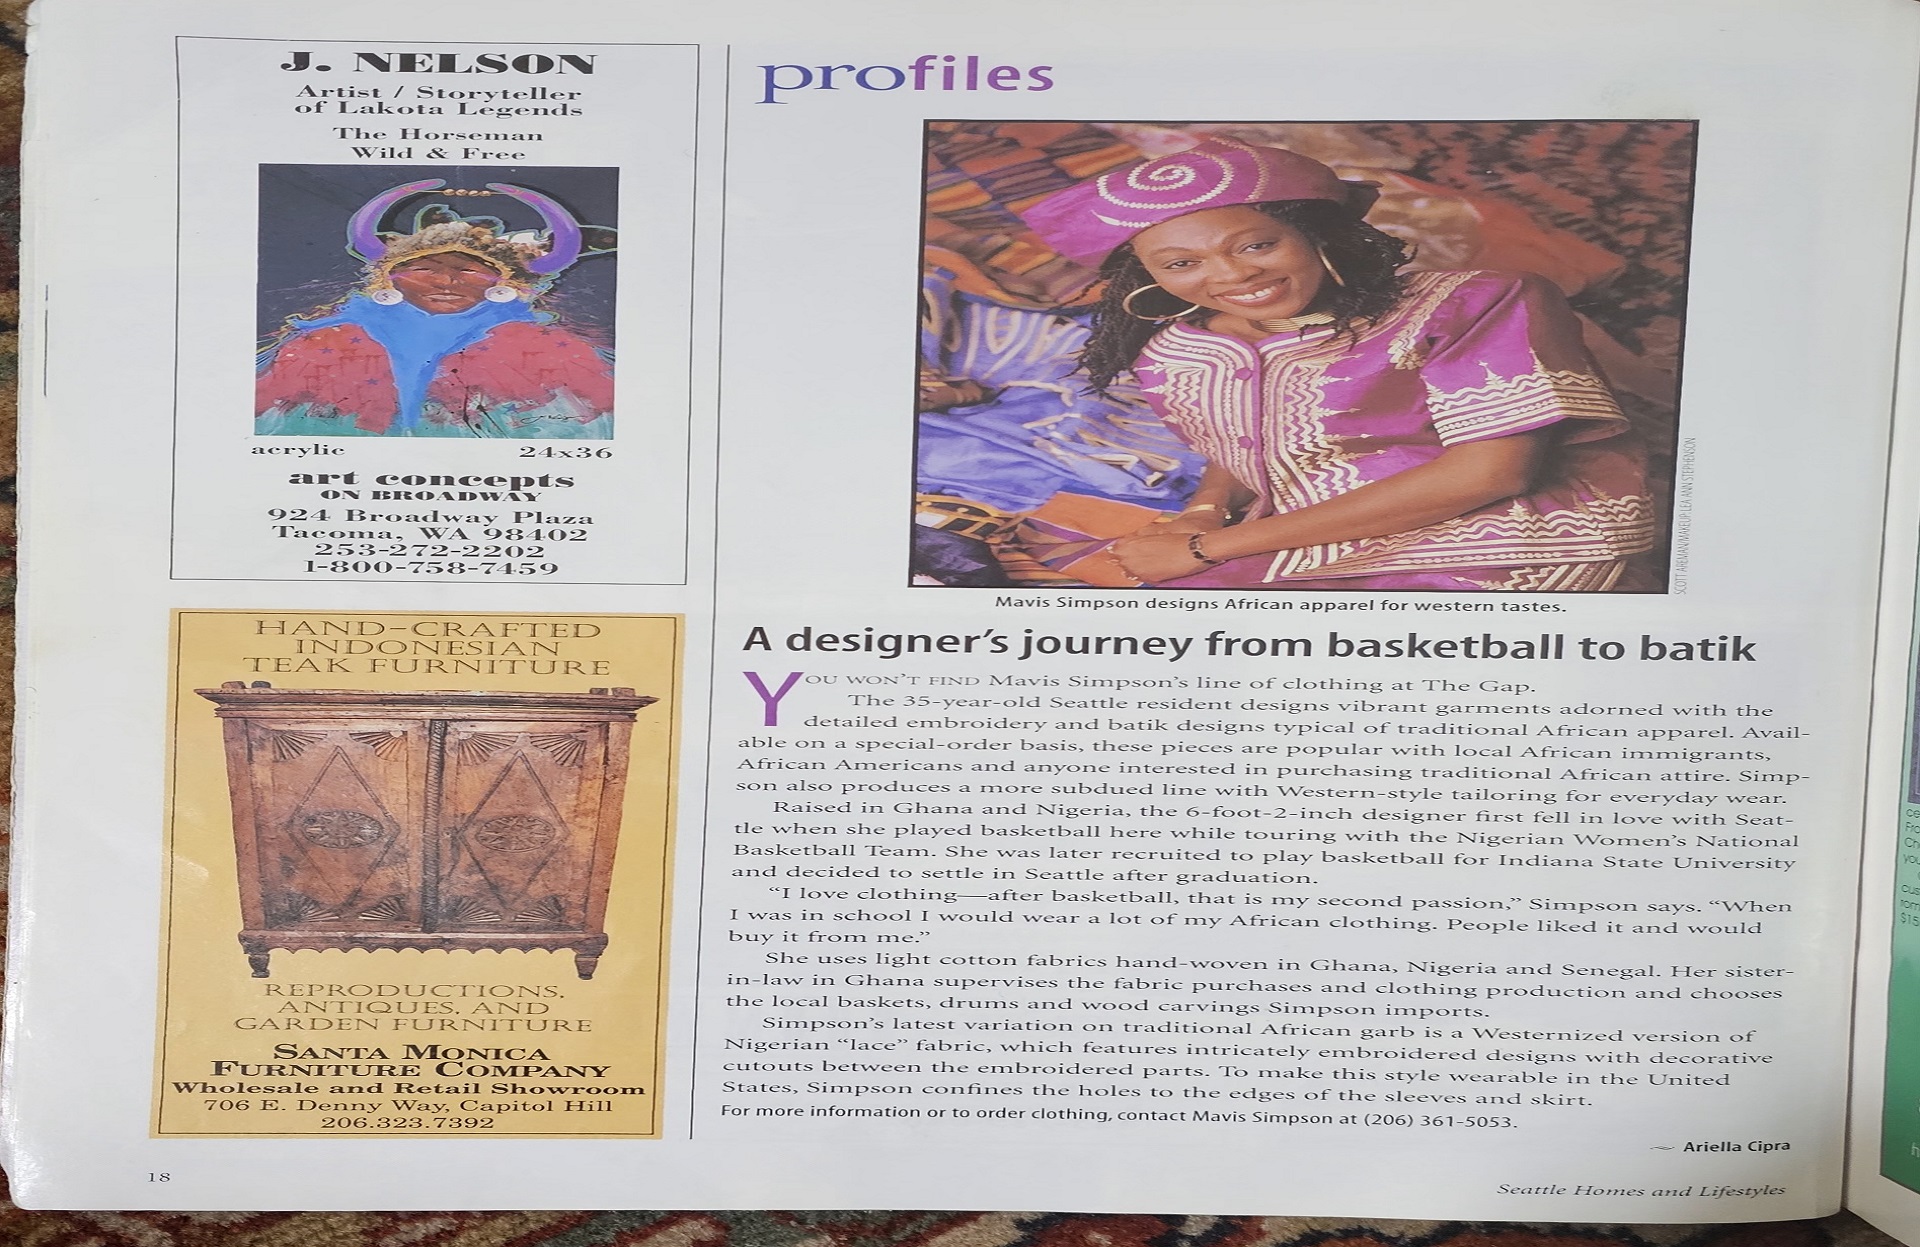 J. NELSON
Artist / Storyteller
of Lakota Legends
The Horseman
Wild & Free
acrylic 24x36
art concepts
ON BROADWAY
924 Broadway Plaza
Tacoma, WA 98402
253-272-2202
1-800-758-7459
HAND-CRAFTED
INDONESIAN
TEAK FURNITURE
REPRODUCTIONS,
ANTIQUES, AND
GARDEN FURNITURE
SANTA MONICA
FURNITURE COMPANY
Wholesale and Retail Showroom
706 E. Denny Way, Capitol Hill
206.323.7392
18
profiles
SCOTT AREMAN/MAKEUP: LEA ANN STEPHENSON
Mavis Simpson designs African apparel for western tastes.
A designer's journey from basketball to batik
YOU WON'T FIND Mavis Simpson's line of clothing at The Gap.
The 35-year-old Seattle resident designs vibrant garments adorned with the
detailed embroidery and batik designs typical of traditional African apparel. Avail-
able on a special-order basis, these pieces are popular with local African immigrants,
African Americans and anyone interested in purchasing traditional African attire. Simp-
son also produces a more subdued line with Western-style tailoring for everyday wear.
Raised in Ghana and Nigeria, the 6-foot-2-inch designer first fell in love with Seat-
tle when she played basketball here while touring with the Nigerian Women's National
Basketball Team. She was later recruited to play basketball for Indiana State University
and decided to settle in Seattle after graduation.
"I love clothing—after basketball, that is my second passion," Simpson says. "When
I was in school I would wear a lot of my African clothing. People liked it and would
buy it from me."
She uses light cotton fabrics hand-woven in Ghana, Nigeria and Senegal. Her sister-
in-law in Ghana supervises the fabric purchases and clothing production and chooses
the local baskets, drums and wood carvings Simpson imports.
Simpson's latest variation on traditional African garb is a Westernized version of
Nigerian "lace" fabric, which features intricately embroidered designs with decorative
cutouts between the embroidered parts. To make this style wearable in the United
States, Simpson confines the holes to the edges of the sleeves and skirt.
For more information or to order clothing, contact Mavis Simpson at (206) 361-5053.
~ Ariella Cipra
Seattle Homes and Lifestyles